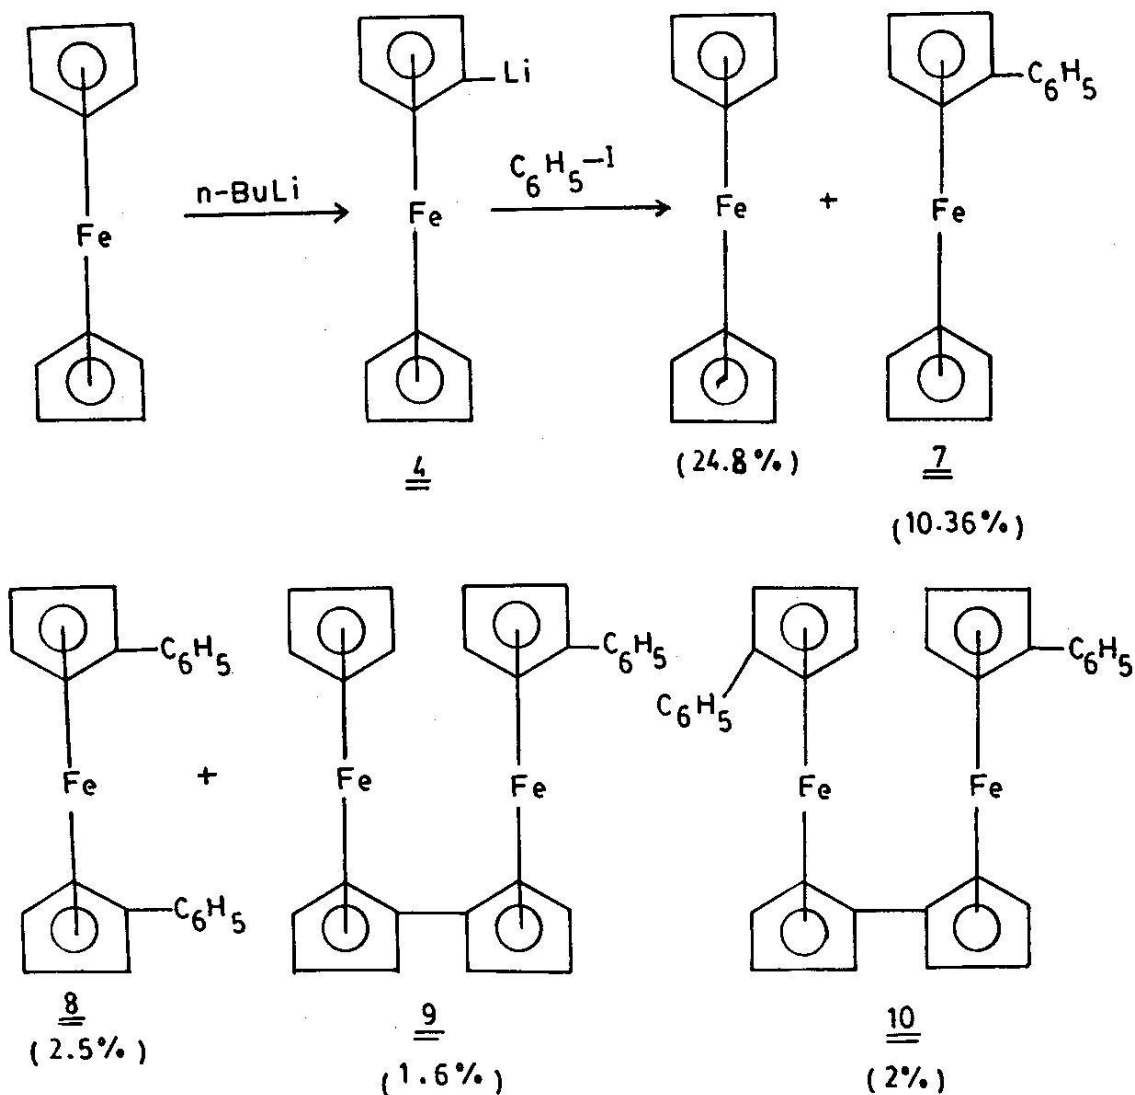 Li
C6H5
n-BuLi
C6H5-I
Fe
Fe
Fe
+
Fe
4
(24.8%)
7
(10.36%)
C6H5
C6H5
C6H5
C6H5
Fe
+
Fe
Fe
Fe
Fe
C6H5
8
(2.5%)
9
(1.6%)
10
(2%)